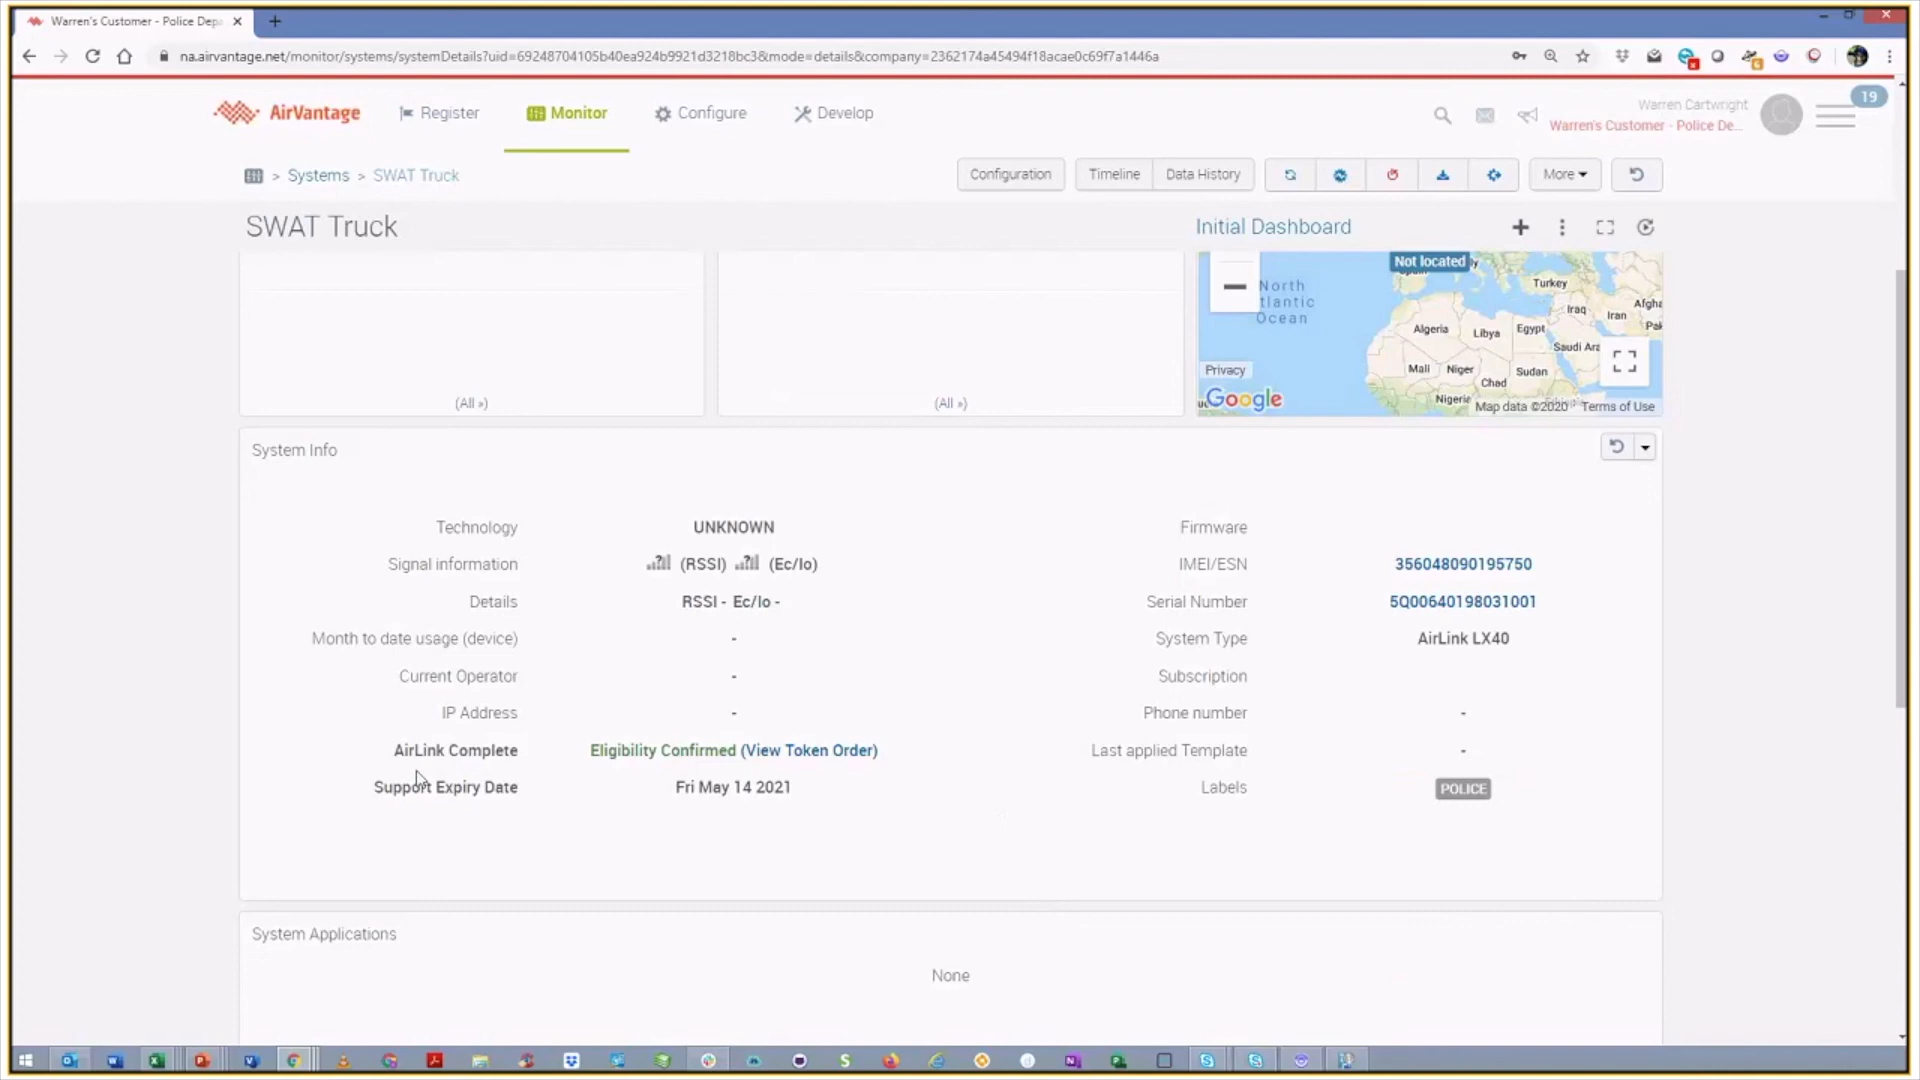 Warren's Customer - Police Depa
na.airvantage.net/monitor/systems/systemDetails?uid=69248704105b40ea924b9921d3218bc3&mode=details&company=2362174a45494f18acae0c69f7a1446a
AirVantage Register Monitor Configure Develop
Warren Cartwright
Warren's Customer - Police De...
19
> Systems > SWAT Truck
Configuration Timeline Data History More
SWAT Truck
Initial Dashboard
Not located
Turkey
North
Atlantic
Ocean
Iraq
Iran
Afgha
Pak
Algeria
Libya
Egypt
Saudi Ara
Mali
Niger
Chad
Sudan
Nigeria
Privacy
Google
Map data ©2020 Terms of Use
(All »)
(All »)
System Info
Technology UNKNOWN
Signal information (RSSI) (Ec/Io)
Details RSSI - Ec/Io -
Month to date usage (device) -
Current Operator -
IP Address -
AirLink Complete Eligibility Confirmed (View Token Order)
Support Expiry Date Fri May 14 2021
Firmware
IMEI/ESN 356048090195750
Serial Number 5Q00640198031001
System Type AirLink LX40
Subscription
Phone number -
Last applied Template -
Labels POLICE
System Applications
None